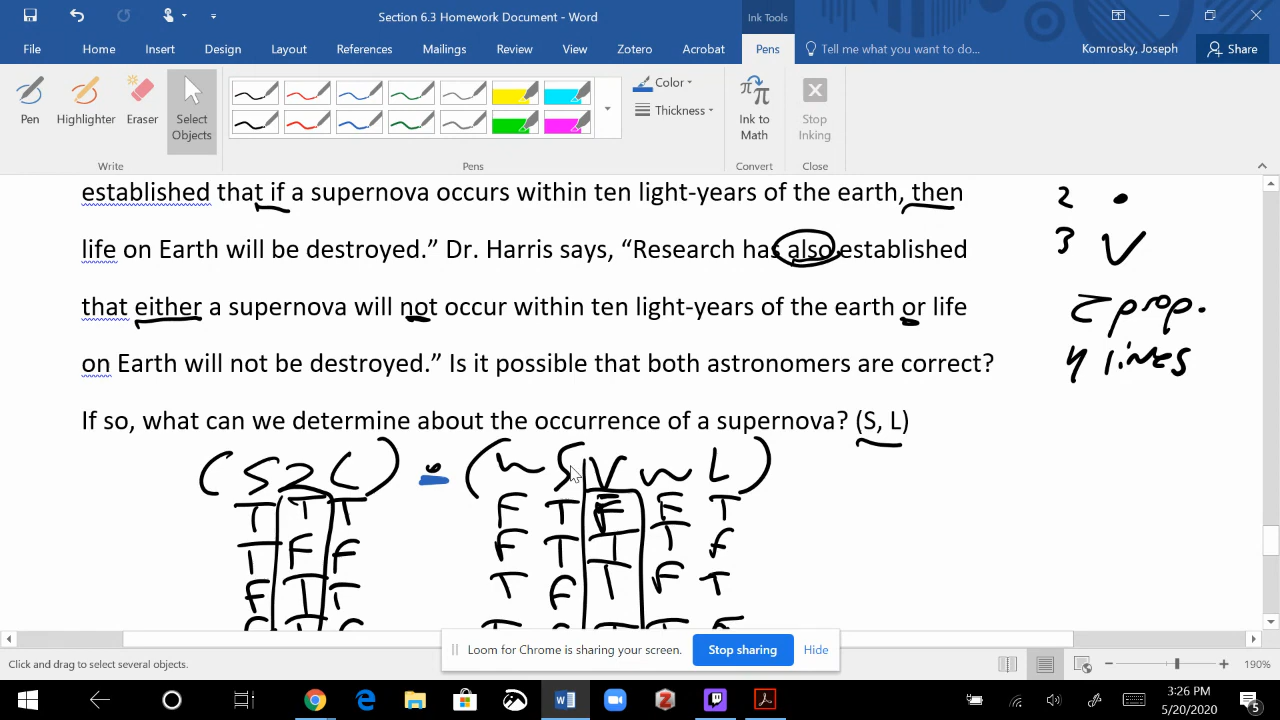 Section 6.3 Homework Document - Word
Ink Tools
File Home Insert Design Layout References Mailings Review View Zotero Acrobat Pens Tell me what you want to do... Komrosky, Joseph Share
Pen Highlighter Eraser Select Objects
Color
Thickness
Ink to Math
Stop Inking
Write Pens Convert Close
established that if a supernova occurs within ten light-years of the earth, then
life on Earth will be destroyed.” Dr. Harris says, “Research has also established
that either a supernova will not occur within ten light-years of the earth or life
on Earth will not be destroyed.” Is it possible that both astronomers are correct?
If so, what can we determine about the occurrence of a supernova? (S, L)
2 •
3 V
2 prop.
4 lines
(S ⊃ L) • (~ S V ~ L)
T T T F T F F T
T F F F T T T F
F T T T F T F T
Loom for Chrome is sharing your screen. Stop sharing Hide
Click and drag to select several objects.
190%
3:26 PM
5/20/2020
5